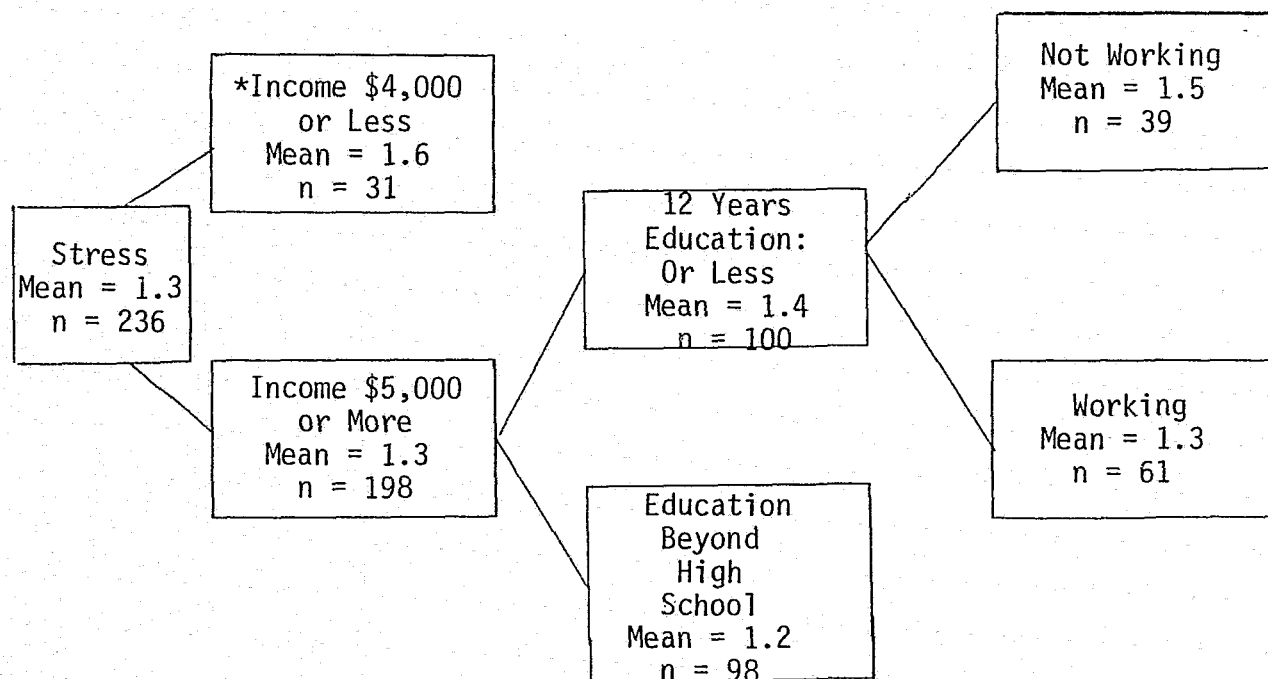 Stress
Mean = 1.3
n = 236
*Income $4,000
or Less
Mean = 1.6
n = 31
Income $5,000
or More
Mean = 1.3
n = 198
12 Years
Education:
Or Less
Mean = 1.4
n = 100
Education
Beyond
High
School
Mean = 1.2
n = 98
Not Working
Mean = 1.5
n = 39
Working
Mean = 1.3
n = 61